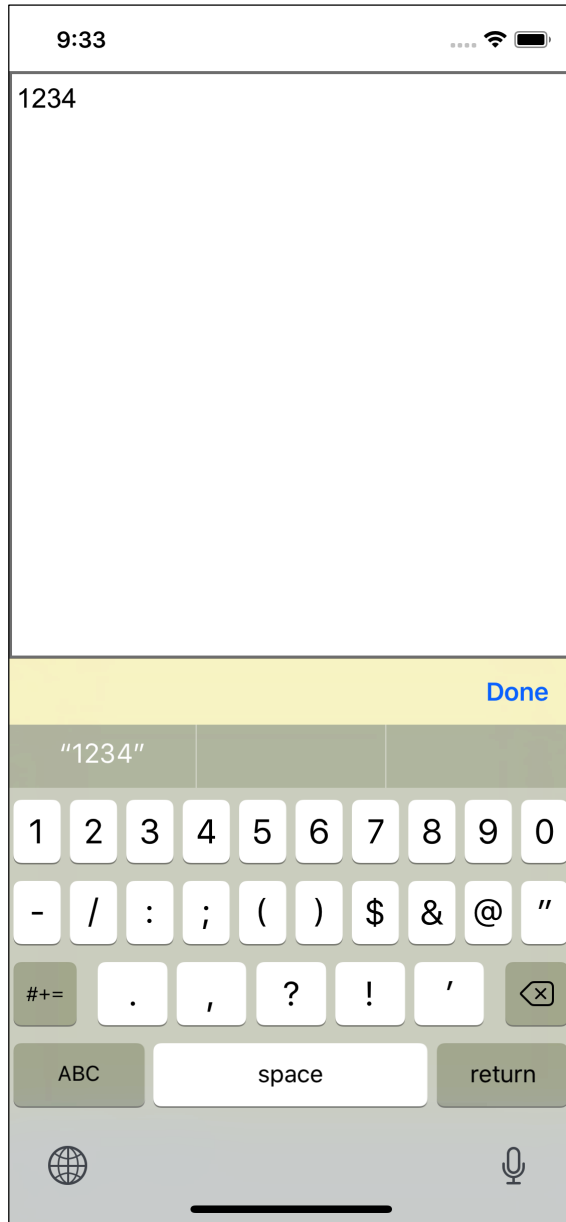 9:33
1234
Done
“1234”
1 2 3 4 5 6 7 8 9 0
- / : ; ( ) $ & @ "
#+= . , ? ! '
ABC space return